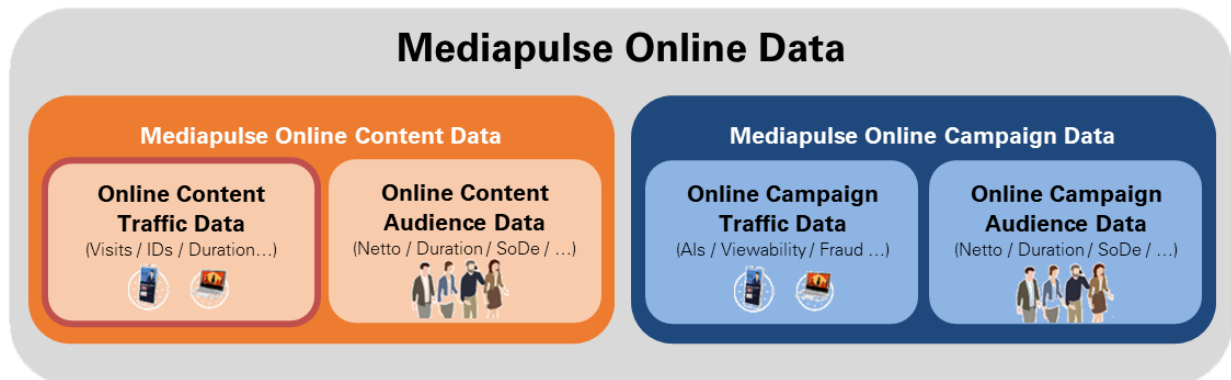 Mediapulse Online Data
Mediapulse Online Content Data
Online Content
Traffic Data
(Visits / IDs / Duration…)
Online Content
Audience Data
(Netto / Duration / SoDe / …)
Mediapulse Online Campaign Data
Online Campaign
Traffic Data
(AIs / Viewability / Fraud …)
Online Campaign
Audience Data
(Netto / Duration / SoDe / …)